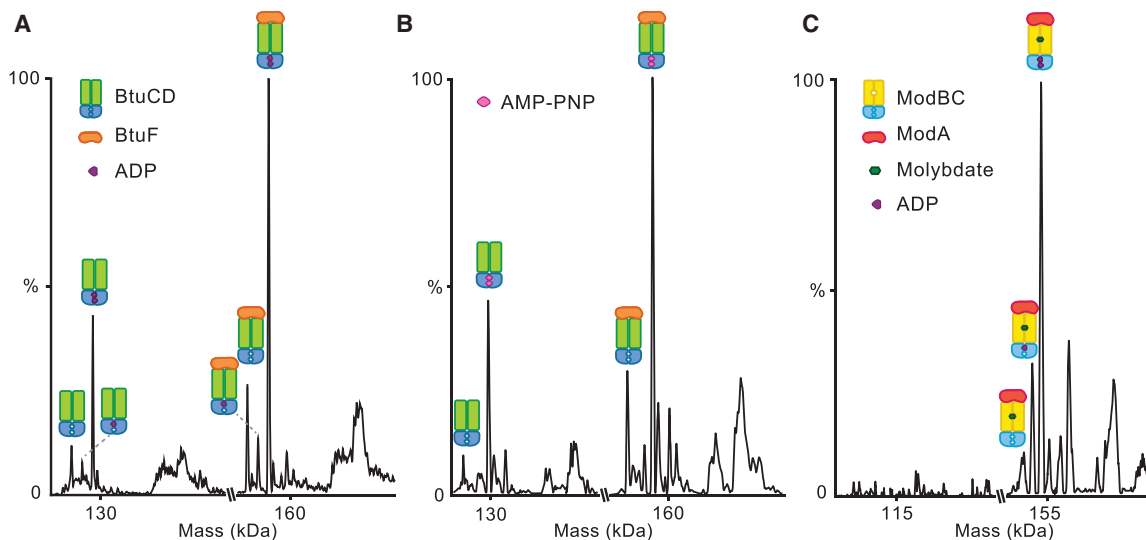 A
100
%
0
BtuCD
BtuF
ADP
130
160
Mass (kDa)
B
100
%
0
AMP-PNP
130
160
Mass (kDa)
C
100
%
0
ModBC
ModA
Molybdate
ADP
115
155
Mass (kDa)